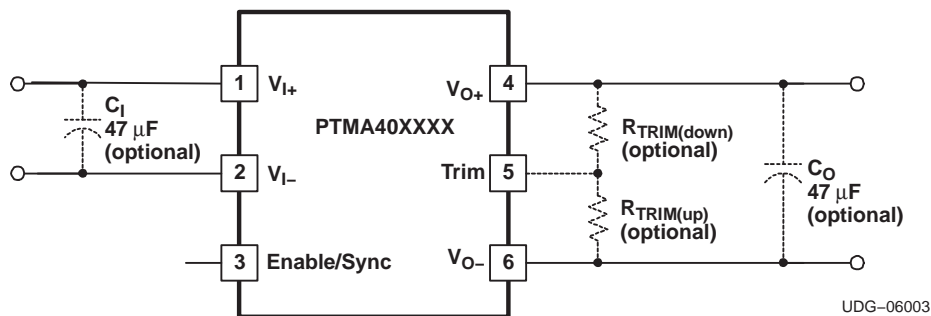 1 VI+
VO+ 4
CI
47 μF
(optional)
PTMA40XXXX
RTRIM(down)
(optional)
2 VI−
Trim 5
CO
47 μF
(optional)
RTRIM(up)
(optional)
3 Enable/Sync
VO− 6
UDG−06003